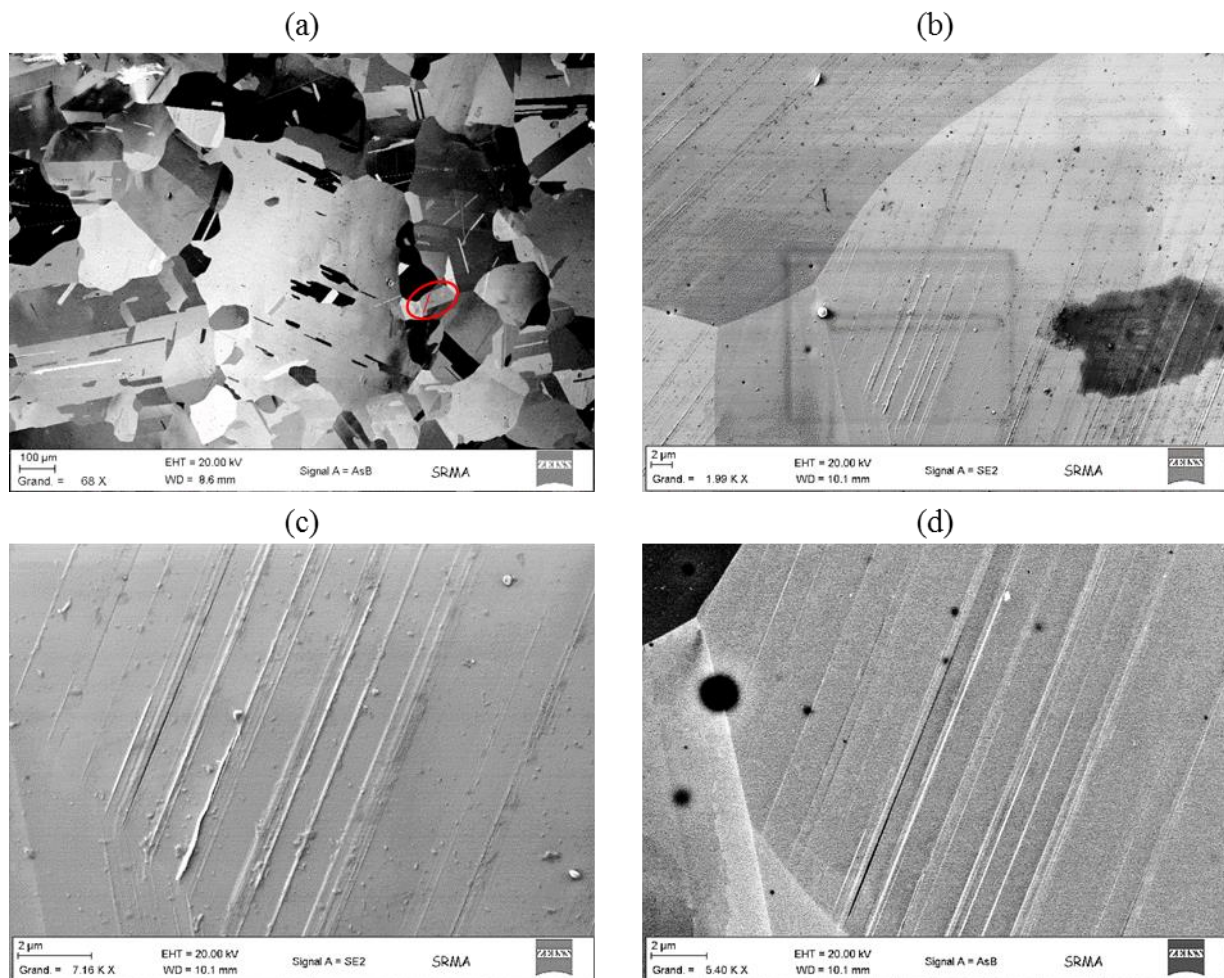 (a)
(b)
100 µm
EHT = 20.00 kV
Signal A = AsB
SRMA
ZEISS
Grand. = 68 X
WD = 8.6 mm
2 µm
EHT = 20.00 kV
Signal A = SE2
SRMA
ZEISS
Grand. = 1.99 K X
WD = 10.1 mm
(c)
(d)
2 µm
EHT = 20.00 kV
Signal A = SE2
SRMA
ZEISS
Grand. = 7.16 K X
WD = 10.1 mm
2 µm
EHT = 20.00 kV
Signal A = AsB
SRMA
ZEISS
Grand. = 5.40 K X
WD = 10.1 mm